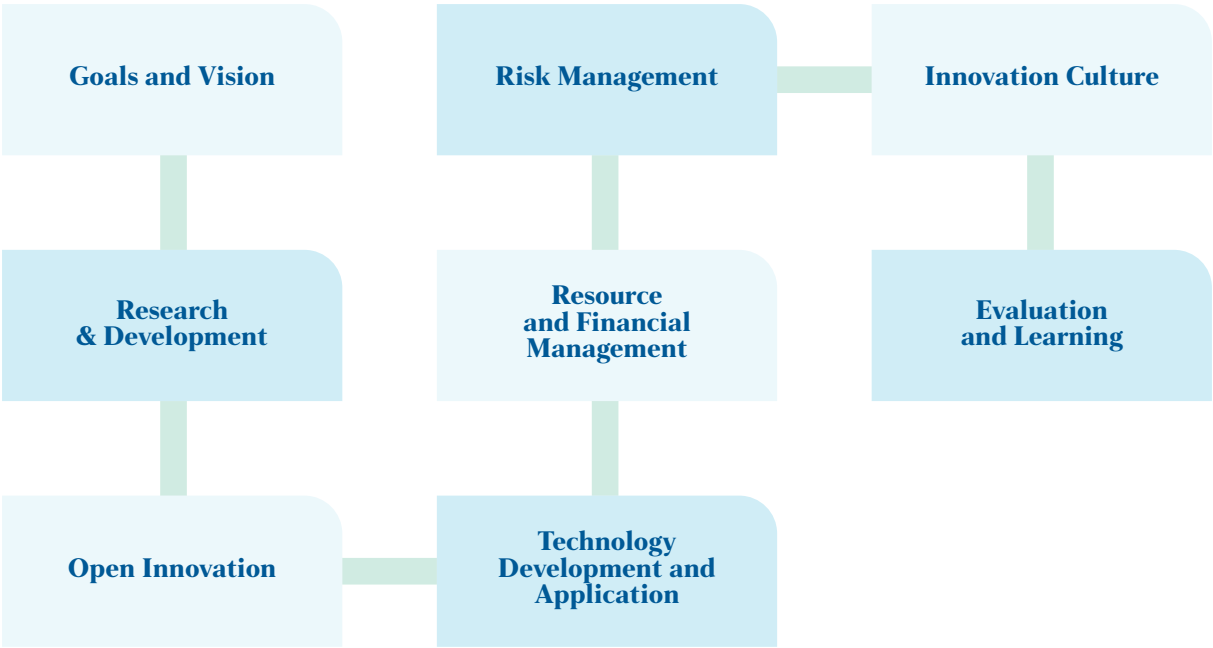 Goals and Vision
Research
& Development
Open Innovation
Technology
Development and
Application
Resource
and Financial
Management
Risk Management
Innovation Culture
Evaluation
and Learning